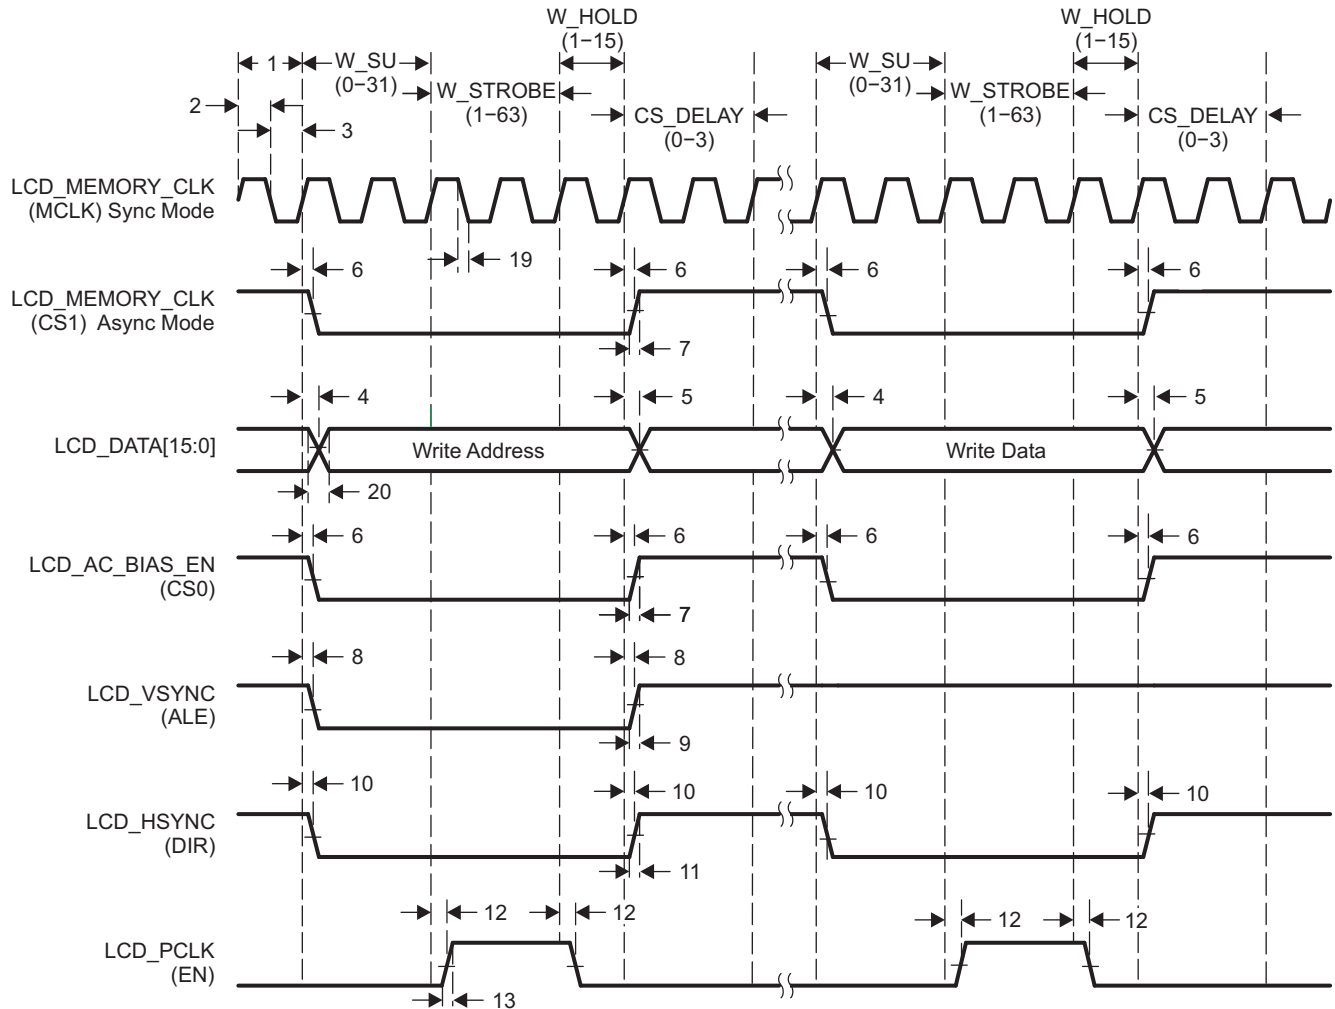 W_HOLD
(1−15)
W_HOLD
(1−15)
1
W_SU
(0−31)
W_SU
(0−31)
2
W_STROBE
(1−63)
W_STROBE
(1−63)
3
CS_DELAY
(0−3)
CS_DELAY
(0−3)
LCD_MEMORY_CLK
(MCLK) Sync Mode
19
6
6
6
6
LCD_MEMORY_CLK
(CS1) Async Mode
7
4
5
4
5
LCD_DATA[15:0]
Write Address
Write Data
20
6
6
6
6
LCD_AC_BIAS_EN
(CS0)
7
8
8
LCD_VSYNC
(ALE)
9
10
10
10
10
LCD_HSYNC
(DIR)
11
12
12
12
12
LCD_PCLK
(EN)
13